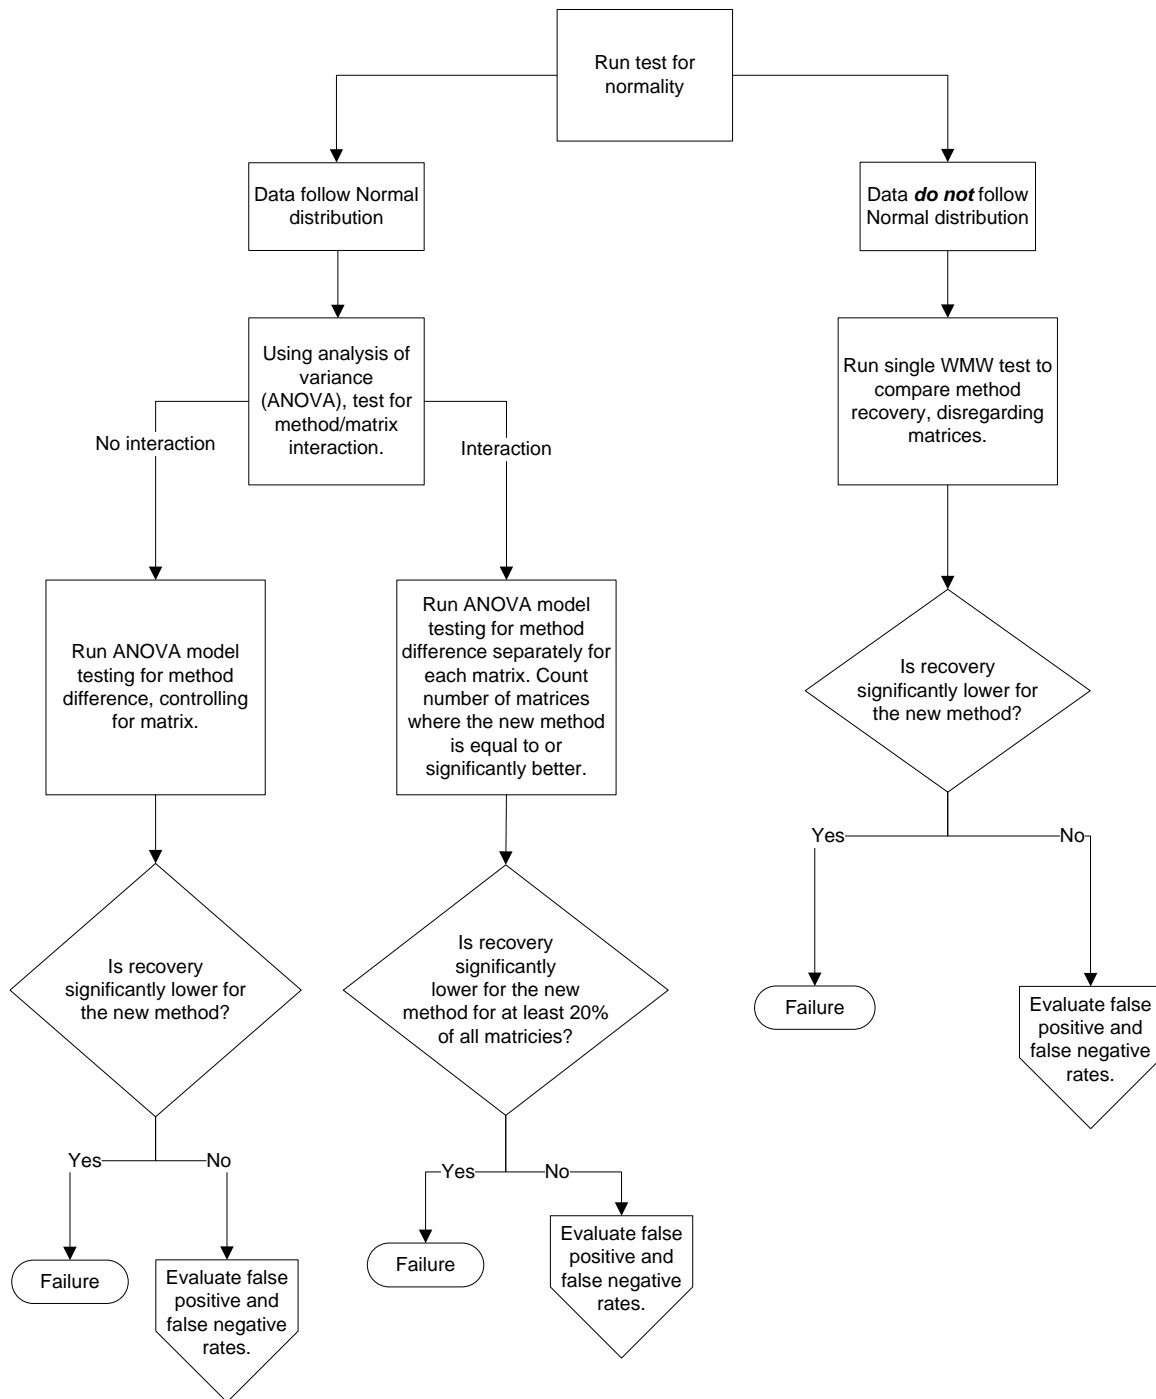 Run test for
normality
Data follow Normal
distribution
Data do not follow
Normal distribution
Using analysis of
variance
(ANOVA), test for
method/matrix
interaction.
Run single WMW test to
compare method
recovery, disregarding
matrices.
No interaction
Interaction
Run ANOVA model
testing for method
difference, controlling
for matrix.
Run ANOVA model
testing for method
difference separately for
each matrix. Count
number of matrices
where the new method
is equal to or
significantly better.
Is recovery
significantly lower for
the new method?
Yes
No
Is recovery
significantly lower for
the new method?
Is recovery
significantly
lower for the new
method for at least 20%
of all matricies?
Failure
Evaluate false
positive and
false negative
rates.
Yes
No
Yes
No
Failure
Evaluate false
positive and
false negative
rates.
Failure
Evaluate false
positive and
false negative
rates.